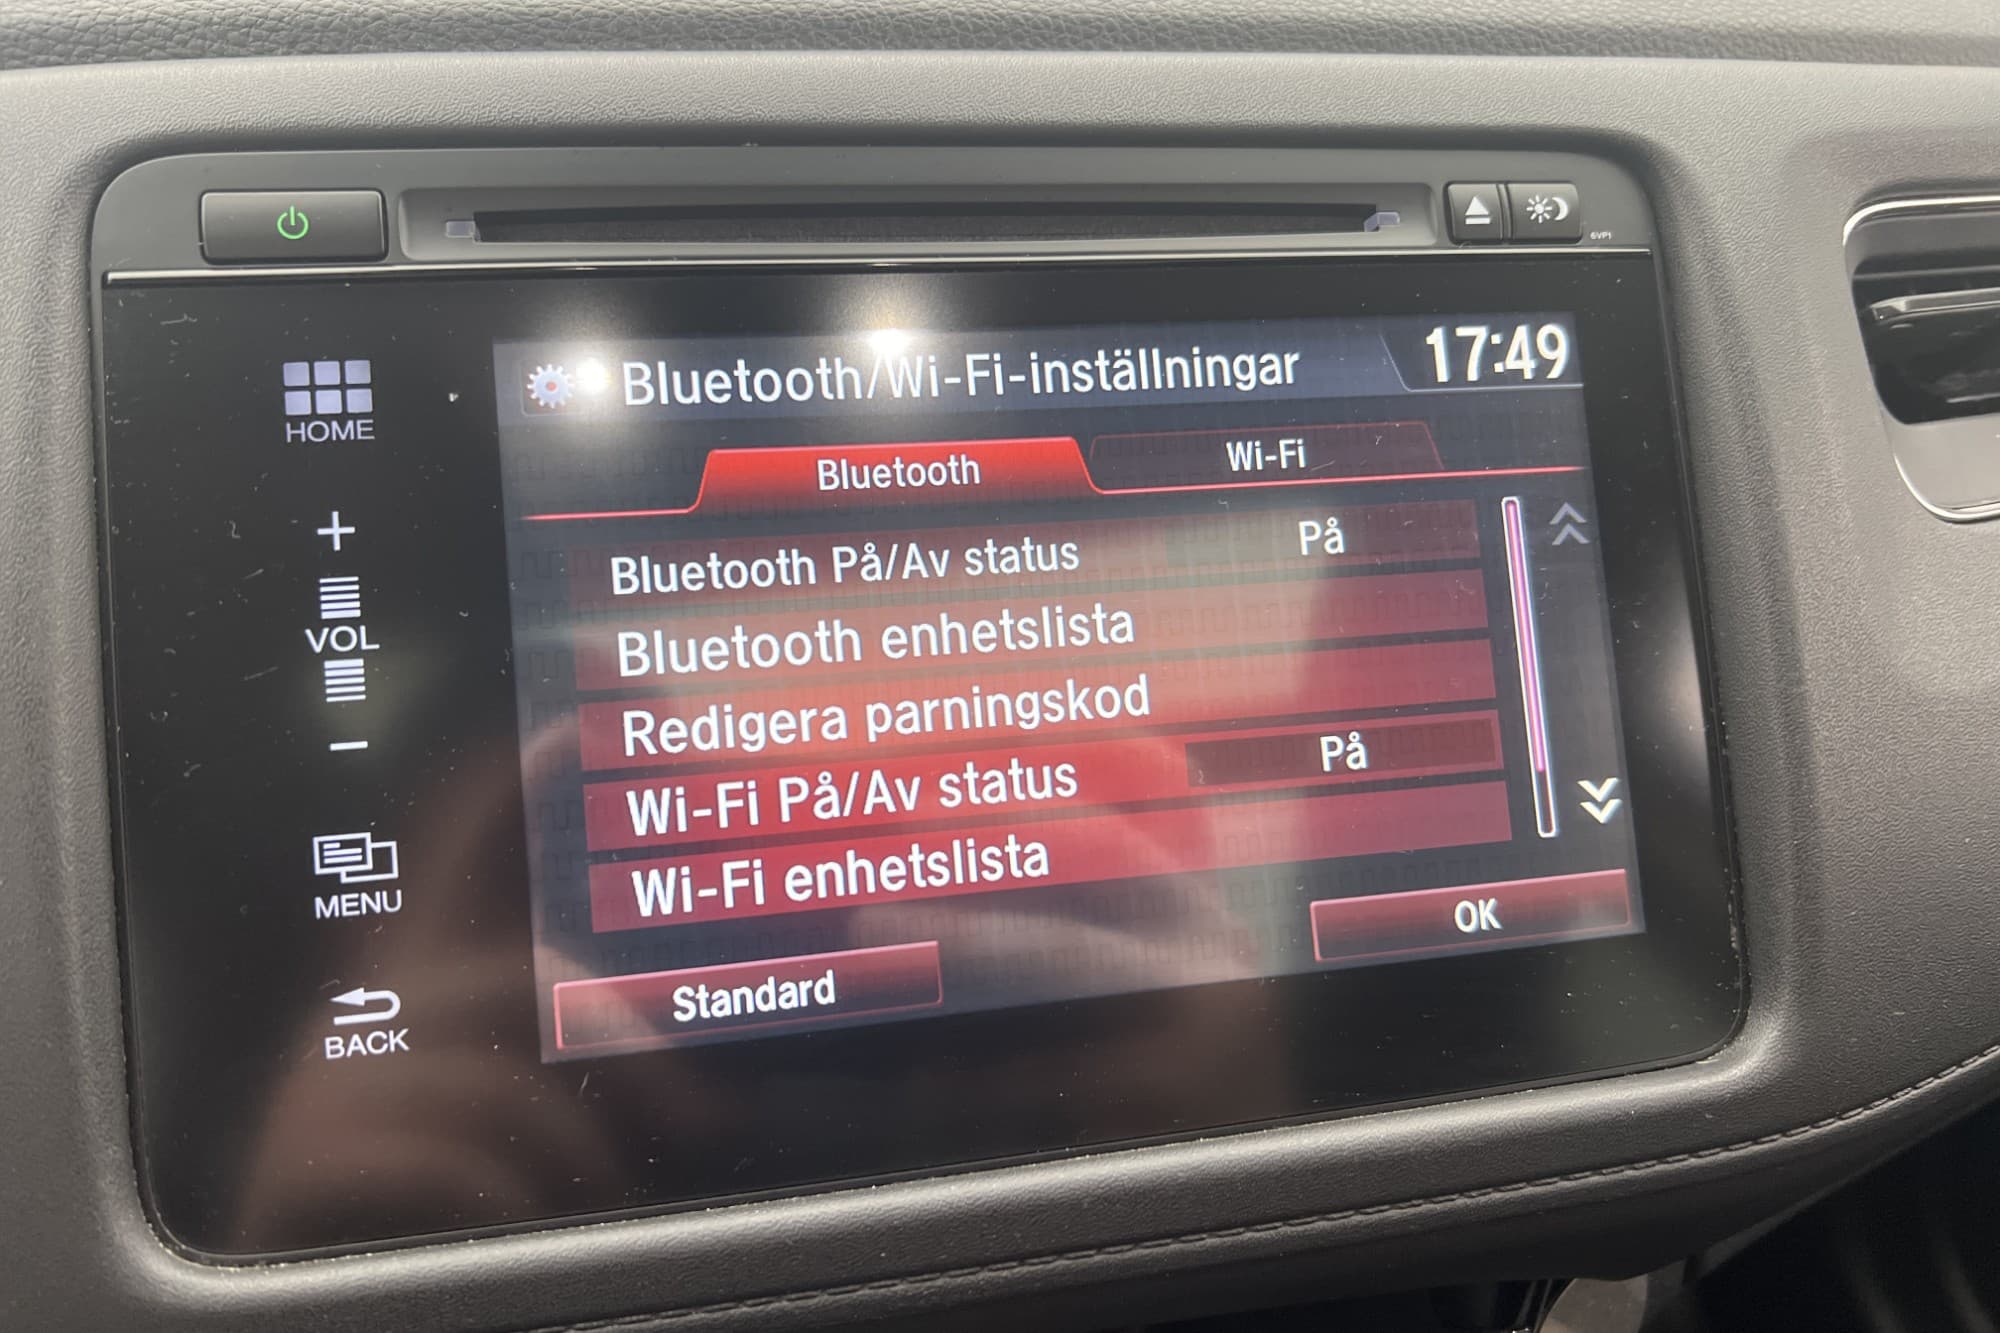 6VP1
Bluetooth/Wi-Fi-inställningar
17:49
HOME
Bluetooth
Wi-Fi
Bluetooth På/Av status På
Bluetooth enhetslista
VOL
Redigera parningskod
Wi-Fi På/Av status På
Wi-Fi enhetslista
MENU
OK
Standard
BACK